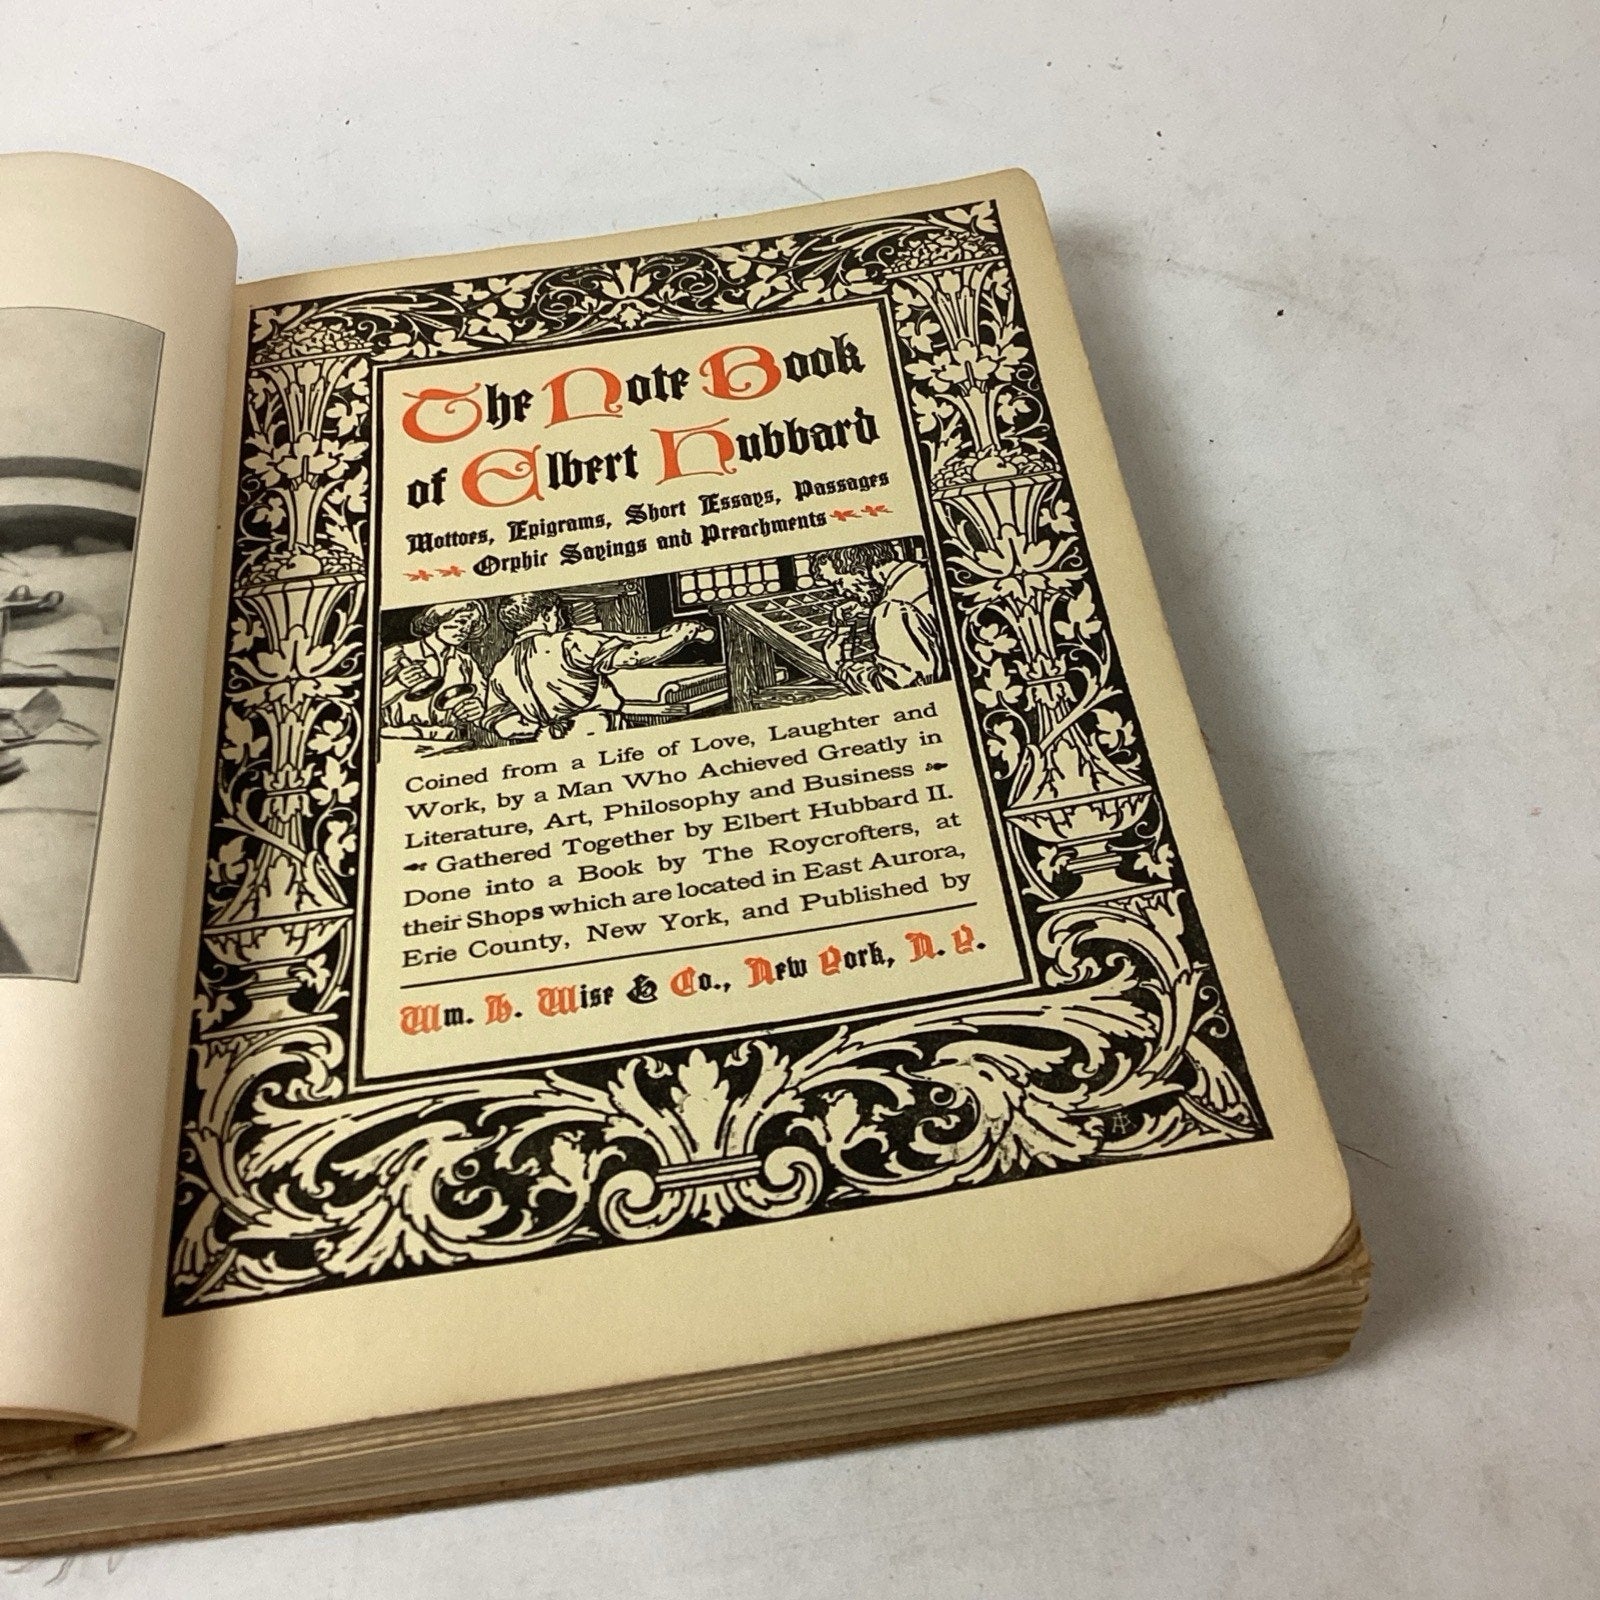 The Note Book
of Elbert Hubbard
Mottoes, Epigrams, Short Essays, Passages
Orphic Sayings and Preachments
Coined from a Life of Love, Laughter and
Work, by a Man Who Achieved Greatly in
Literature, Art, Philosophy and Business
Gathered Together by Elbert Hubbard II.
Done into a Book by The Roycrofters, at
their Shops which are located in East Aurora,
Erie County, New York, and Published by
Wm. H. Wise & Co., New York, N. Y.